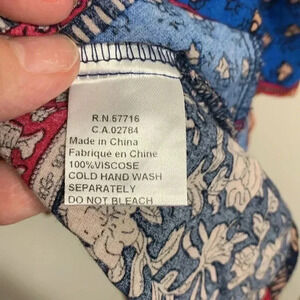 R.N.57716
C.A.02784
Made in China
Fabriqué en Chine
100%VISCOSE
COLD HAND WASH
SEPARATELY
DO NOT BLEACH